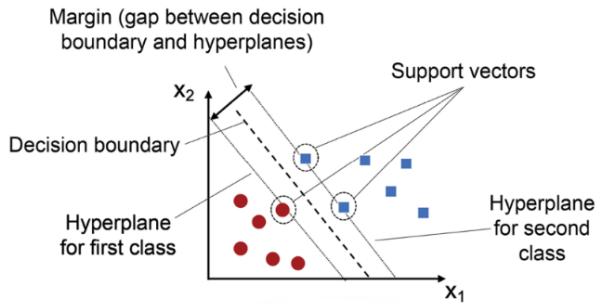 Margin (gap between decision
boundary and hyperplanes)
Support vectors
X₂
Decision boundary
Hyperplane
for first class
Hyperplane
for second
class
X₁